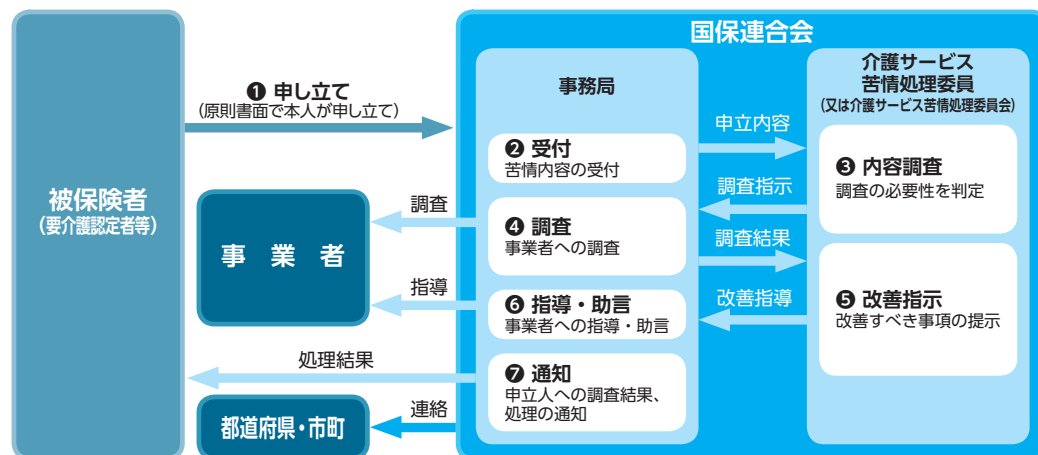 国保連合会
事務局
介護サービス
苦情処理委員
(又は介護サービス苦情処理委員会)
被保険者
(要介護認定者等)
❶ 申し立て
(原則書面で本人が申し立て)
❷ 受付
苦情内容の受付
申立内容
❸ 内容調査
調査の必要性を判定
調査指示
❹ 調査
事業者への調査
調査
事業者
調査結果
❺ 改善指示
改善すべき事項の提示
改善指導
❻ 指導・助言
事業者への指導・助言
指導
❼ 通知
申立人への調査結果、
処理の通知
処理結果
連絡
都道府県・市町